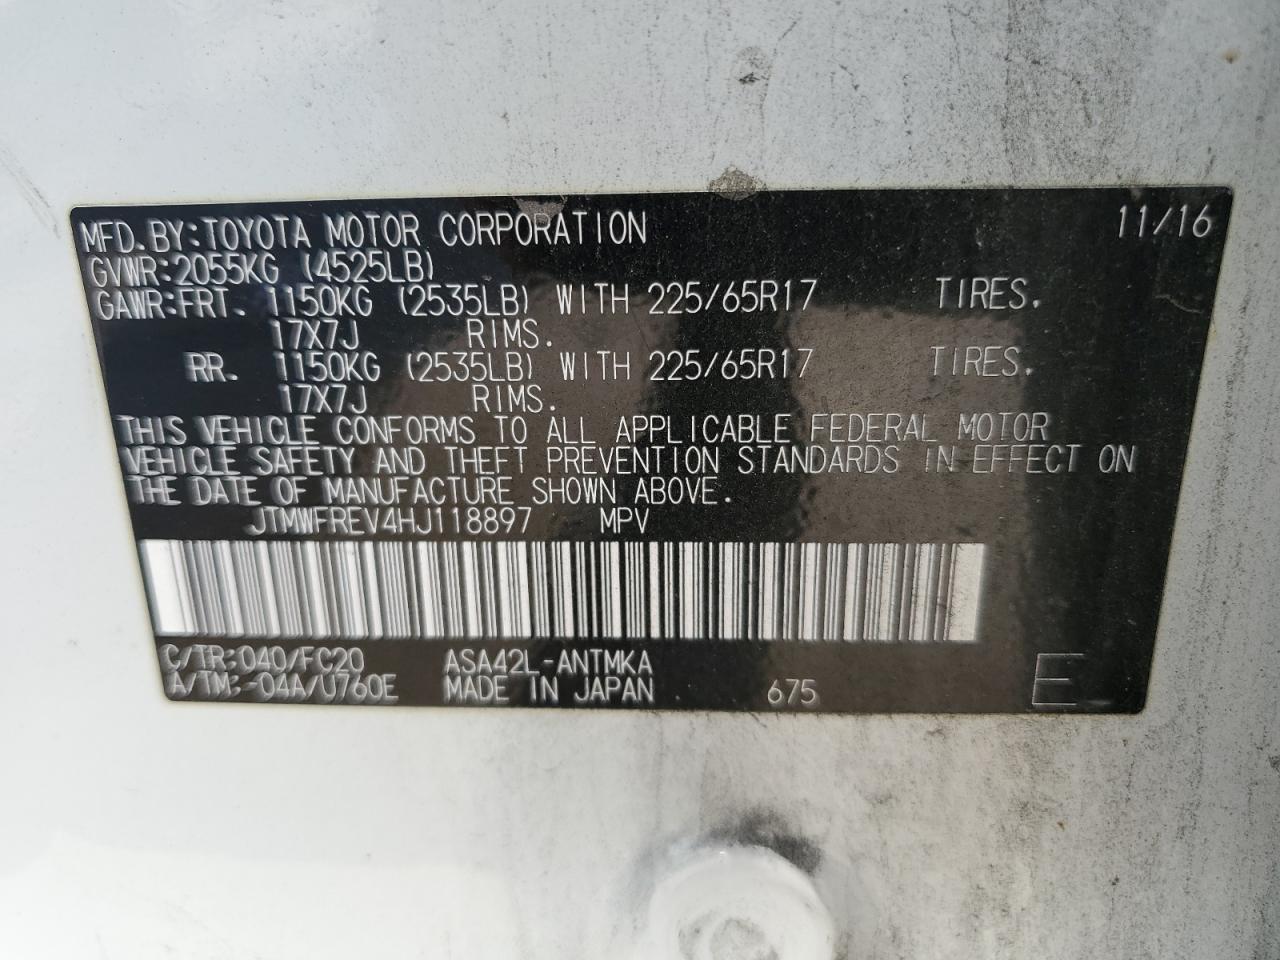 MFD. BY: TOYOTA MOTOR CORPORATION 11/16
GVWR: 2055KG (4525LB)
GAWR: FRT. 1150KG (2535LB) WITH 225/65R17 TIRES.
17X7J RIMS.
RR. 1150KG (2535LB) WITH 225/65R17 TIRES.
17X7J RIMS.
THIS VEHICLE CONFORMS TO ALL APPLICABLE FEDERAL MOTOR
VEHICLE SAFETY AND THEFT PREVENTION STANDARDS IN EFFECT ON
THE DATE OF MANUFACTURE SHOWN ABOVE.
JTMWFREV4HJ118897 MPV
C/TR: 040/FC20 ASA42L-ANTMKA
A/TM: -04A/U760E MADE IN JAPAN 675 E